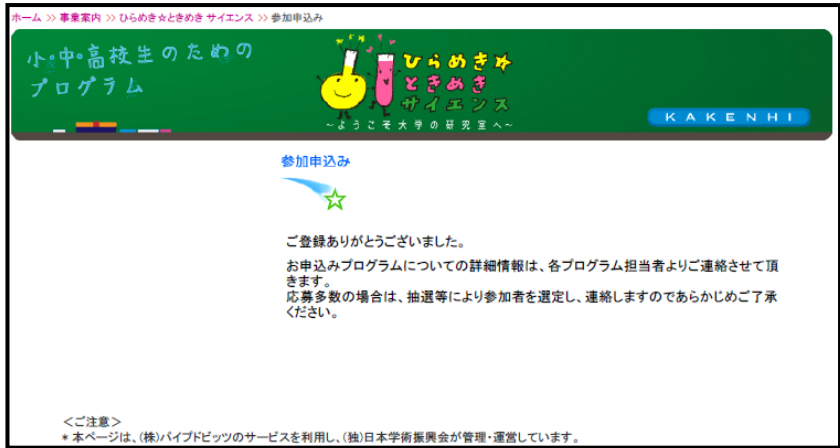 ホーム >> 事業案内 >> ひらめき☆ときめき サイエンス >> 参加申込み
小・中・高校生のための
プログラム
ひらめき☆
ときめき
サイエンス
~ようこそ大学の研究室へ~
KAKENHI
参加申込み
ご登録ありがとうございました。
お申込みプログラムについての詳細情報は、各プログラム担当者よりご連絡させて頂
きます。
応募多数の場合は、抽選等により参加者を選定し、連絡しますのであらかじめご了承
ください。
<ご注意>
* 本ページは、(株)パイプドビッツのサービスを利用し、(独)日本学術振興会が管理・運営しています。